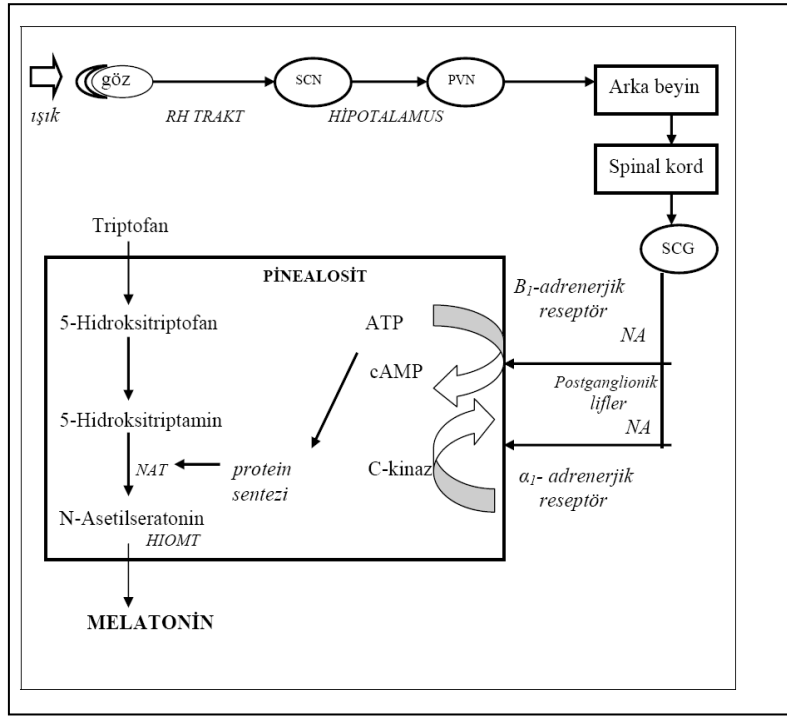 göz
ışık
RH TRAKT
SCN
HİPOTALAMUS
PVN
Arka beyin
Spinal kord
SCG
Triptofan
PİNEALOSİT
5-Hidroksitriptofan
5-Hidroksitriptamin
NAT
protein
sentezi
N-Asetilseratonin
HIOMT
MELATONİN
ATP
cAMP
C-kinaz
B1-adrenerjik
reseptör
NA
Postganglionik
lifler
NA
α1- adrenerjik
reseptör